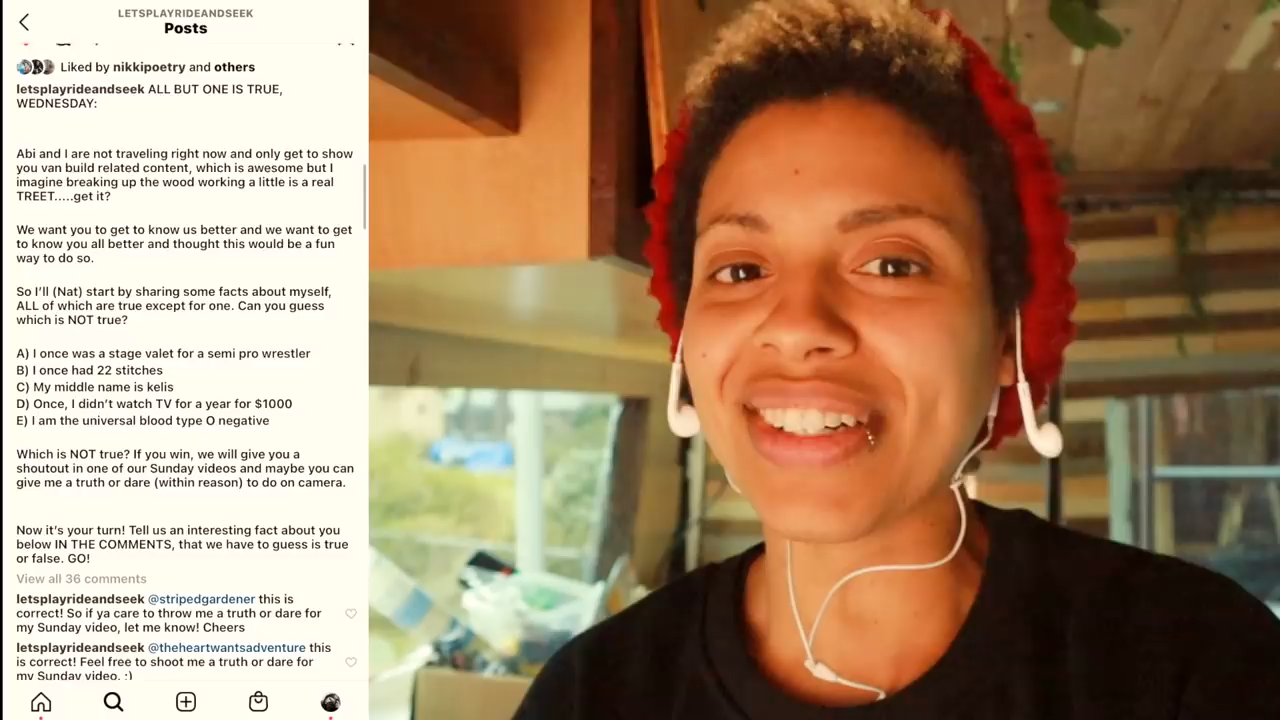 LETSPLAYRIDEANDSEEK
Posts
Liked by nikkipoetry and others
letsplayrideandseek ALL BUT ONE IS TRUE,
WEDNESDAY:
Abi and I are not traveling right now and only get to show
you van build related content, which is awesome but I
imagine breaking up the wood working a little is a real
TREET.....get it?
We want you to get to know us better and we want to get
to know you all better and thought this would be a fun
way to do so.
So I'll (Nat) start by sharing some facts about myself,
ALL of which are true except for one. Can you guess
which is NOT true?
A) I once was a stage valet for a semi pro wrestler
B) I once had 22 stitches
C) My middle name is kelis
D) Once, I didn't watch TV for a year for $1000
E) I am the universal blood type O negative
Which is NOT true? If you win, we will give you a
shoutout in one of our Sunday videos and maybe you can
give me a truth or dare (within reason) to do on camera.
Now it's your turn! Tell us an interesting fact about you
below IN THE COMMENTS, that we have to guess is true
or false. GO!
View all 36 comments
letsplayrideandseek @stripedgardener this is
correct! So if ya care to throw me a truth or dare for
my Sunday video, let me know! Cheers
letsplayrideandseek @theheartwantsadventure this
is correct! Feel free to shoot me a truth or dare for
my Sunday video. :)